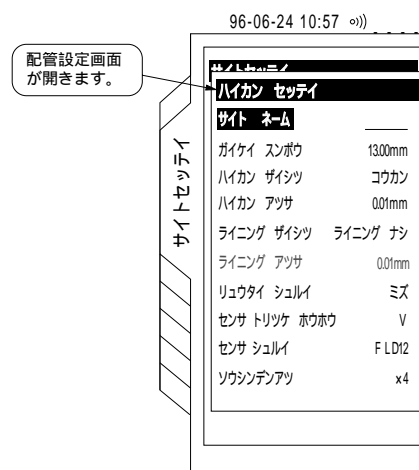 96-06-24 10:57
配管設定画面
が開きます。
サイトセッテイ
ハイカン セッテイ
サイト ネーム
ガイケイ スンポウ 13.00mm
ハイカン ザイシツ コウカン
ハイカン アツサ 0.01mm
ライニング ザイシツ ライニング ナシ
ライニング アツサ 0.01mm
リュウタイ シュルイ ミズ
センサ トリツケ ホウホウ V
センサ シュルイ FLD12
ソウシンデンアツ x4
サイトセッテイ